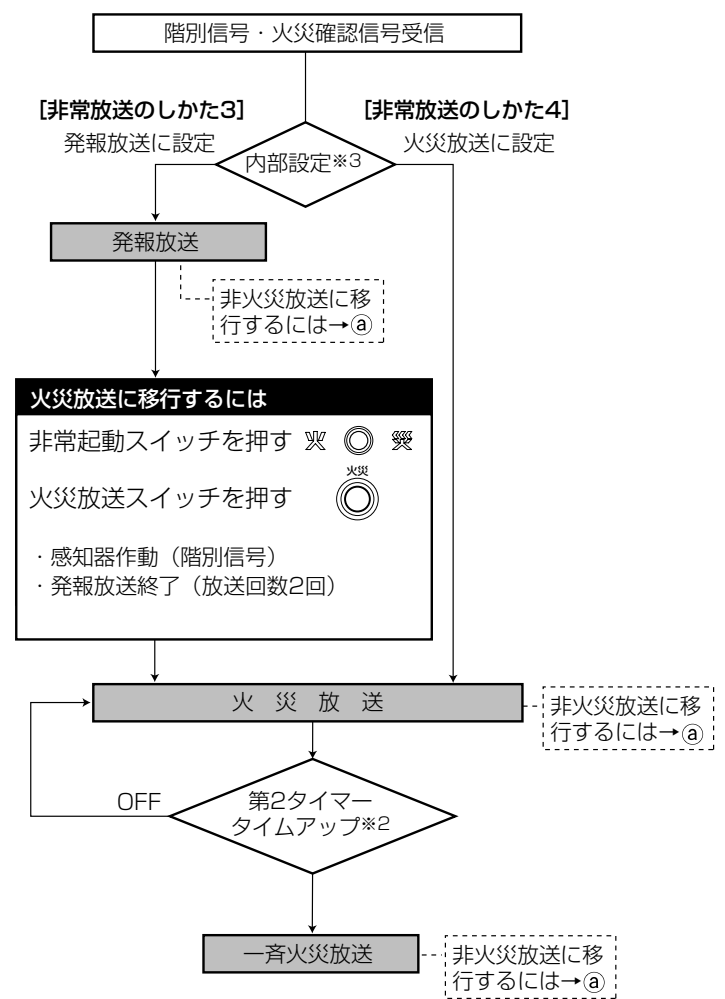 階別信号・火災確認信号受信
[非常放送のしかた3]
発報放送に設定
[非常放送のしかた4]
火災放送に設定
内部設定※3
発報放送
非火災放送に移
行するには→ⓐ
火災放送に移行するには
非常起動スイッチを押す 火 災
火災
火災放送スイッチを押す
・感知器作動（階別信号）
・発報放送終了（放送回数2回）
火 災 放 送
非火災放送に移
行するには→ⓐ
OFF
第2タイマー
タイムアップ※2
一斉火災放送
非火災放送に移
行するには→ⓐ